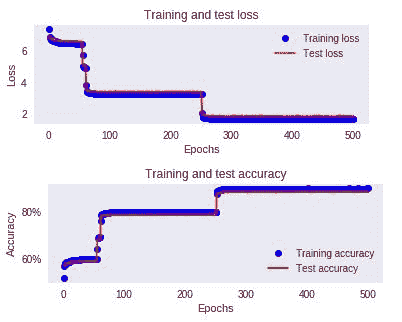 Training and test loss
Training loss
Test loss
6
4
2
Loss
0 100 200 300 400 500
Epochs
Training and test accuracy
80%
60%
Accuracy
Training accuracy
Test accuracy
0 100 200 300 400 500
Epochs